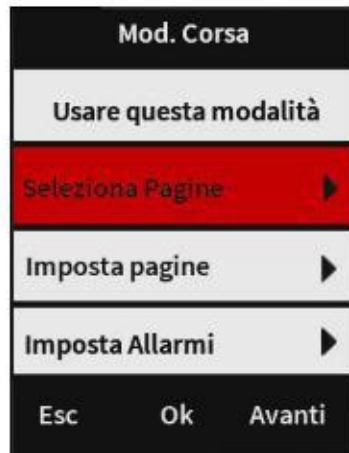 Mod. Corsa
Usare questa modalità
Seleziona Pagine
Imposta pagine
Imposta Allarmi
Esc Ok Avanti